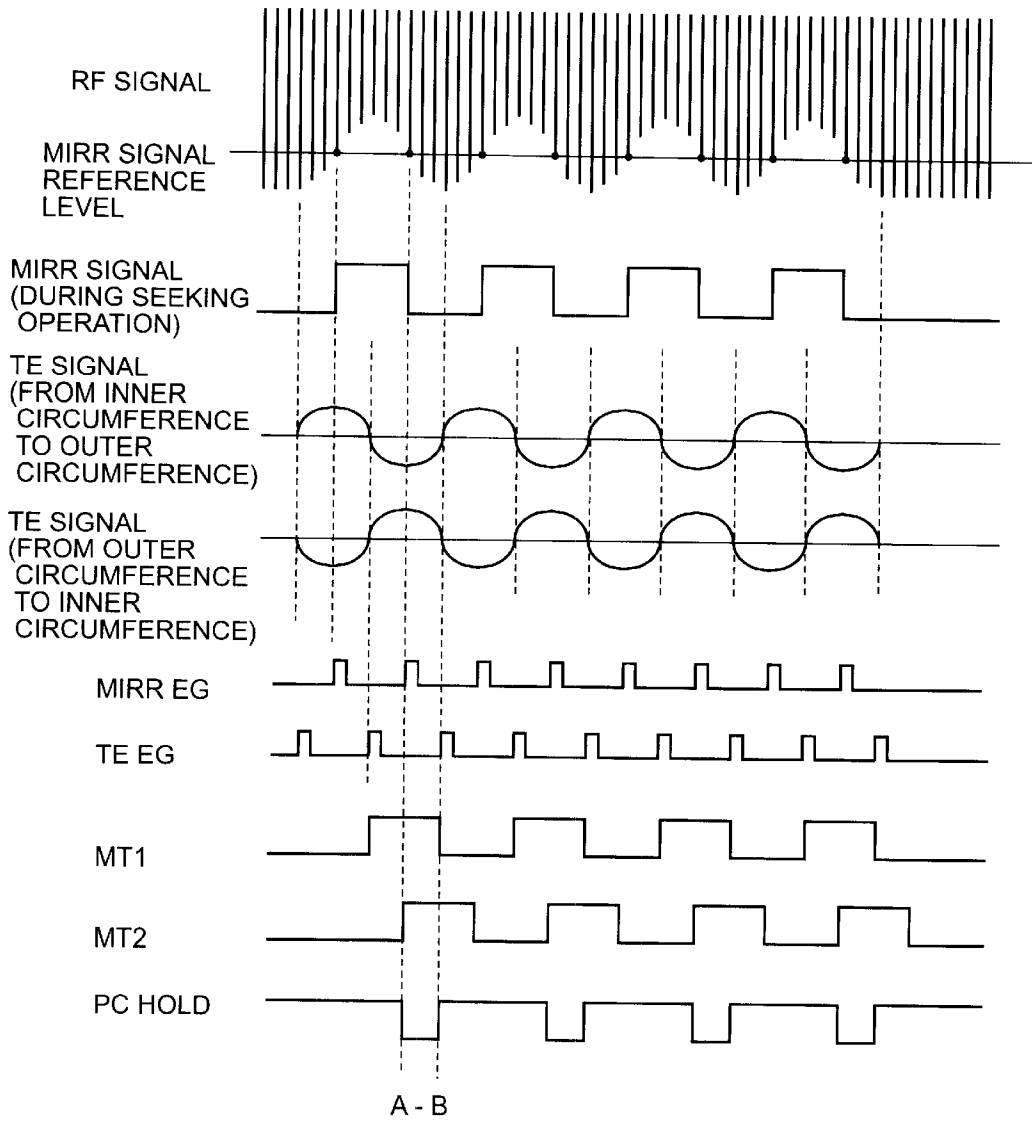 RF SIGNAL
MIRR SIGNAL
REFERENCE
LEVEL
MIRR SIGNAL
(DURING SEEKING
OPERATION)
TE SIGNAL
(FROM INNER
CIRCUMFERENCE
TO OUTER
CIRCUMFERENCE)
TE SIGNAL
(FROM OUTER
CIRCUMFERENCE
TO INNER
CIRCUMFERENCE)
MIRR EG
TE EG
MT1
MT2
PC HOLD
A - B